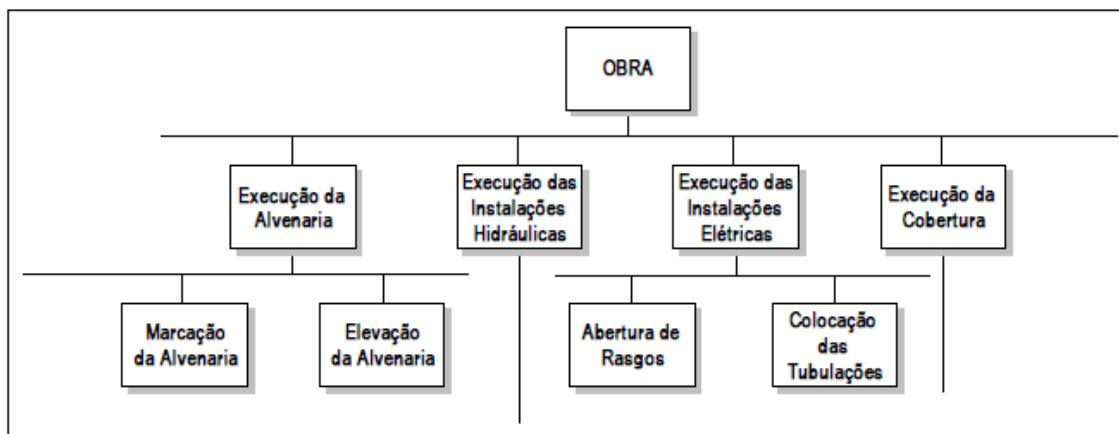 OBRA
Execução da
Alvenaria
Execução das
Instalações
Hidráulicas
Execução das
Instalações
Elétricas
Execução da
Cobertura
Marcação
da Alvenaria
Elevação
da Alvenaria
Abertura de
Rasgos
Colocação
das
Tubulações